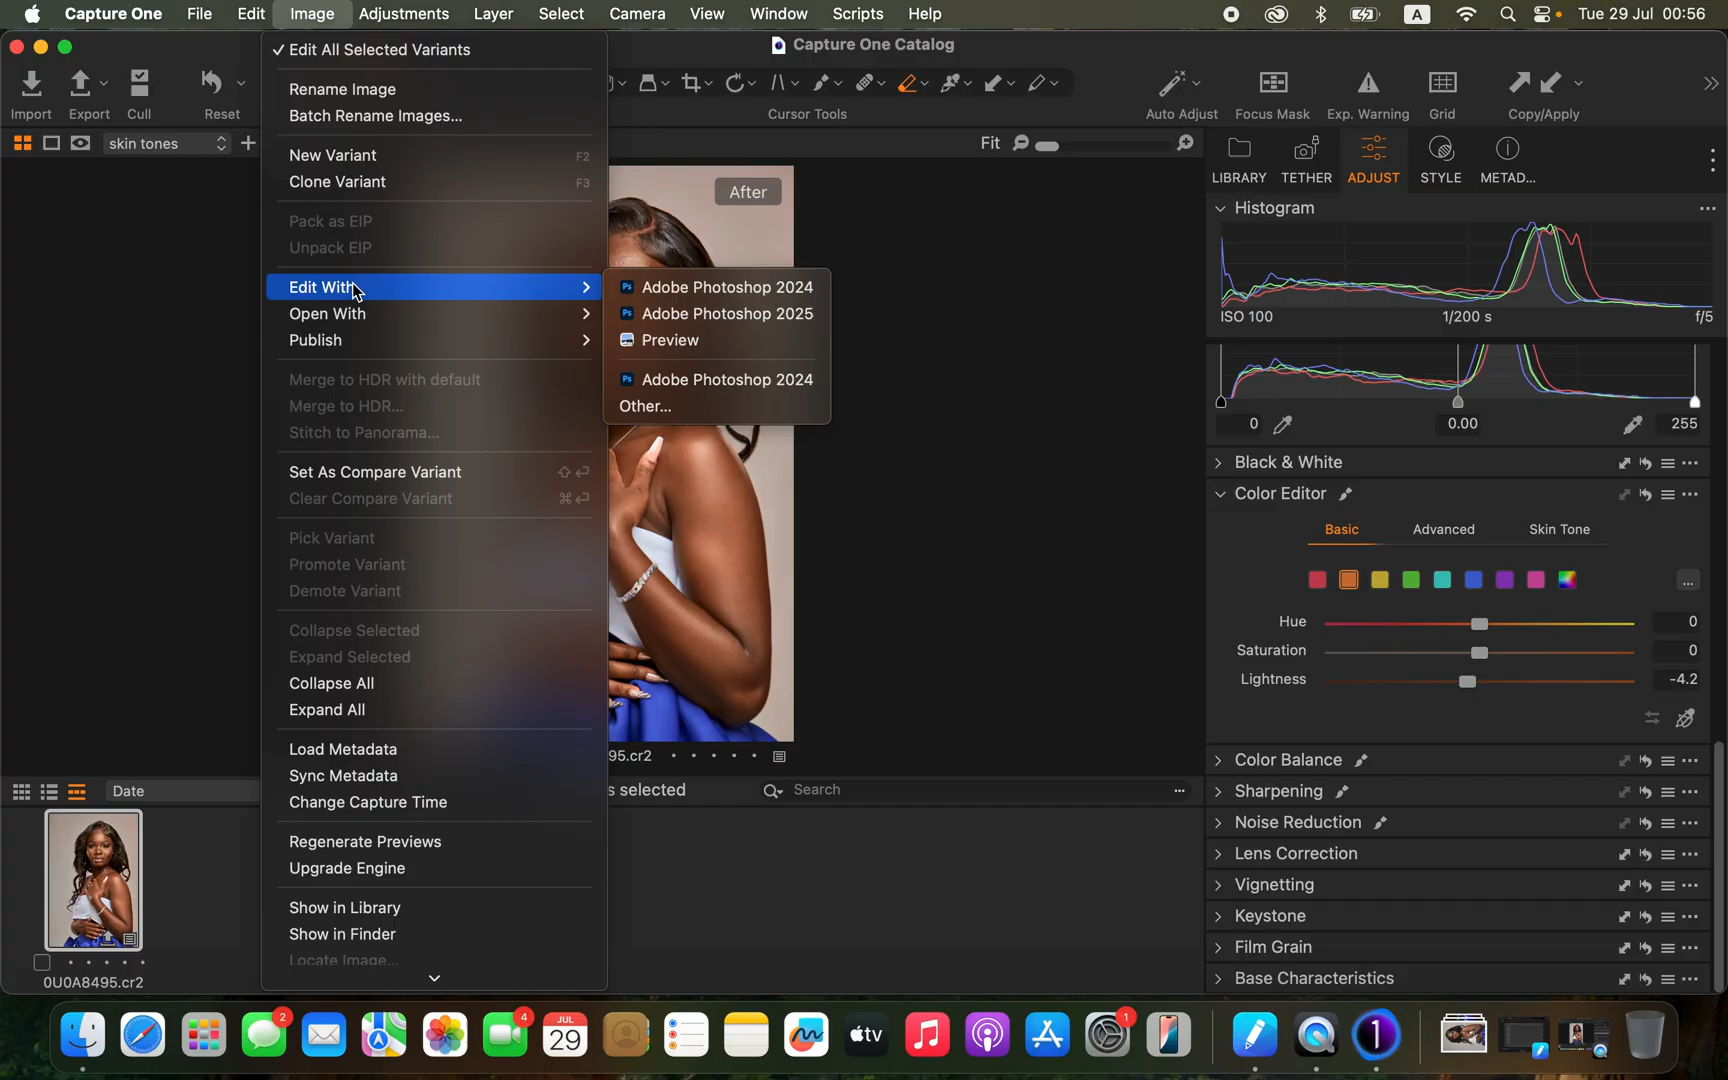 Capture One File Edit Image Adjustments Layer Select Camera View Window Scripts Help A Tue 29 Jul 00:56
Capture One Catalog
Import Export Cull Reset Cursor Tools Auto Adjust Focus Mask Exp. Warning Grid Copy/Apply
skin tones Fit
✓ Edit All Selected Variants
Rename Image
Batch Rename Images...
New Variant F2
Clone Variant F3
Pack as EIP
Unpack EIP
Edit With
Open With
Publish
Merge to HDR with default
Merge to HDR...
Stitch to Panorama...
Set As Compare Variant
Clear Compare Variant
Pick Variant
Promote Variant
Demote Variant
Collapse Selected
Expand Selected
Collapse All
Expand All
Load Metadata
Sync Metadata
Change Capture Time
Regenerate Previews
Upgrade Engine
Show in Library
Show in Finder
Locate Image...
Ps Adobe Photoshop 2024
Ps Adobe Photoshop 2025
Preview
Ps Adobe Photoshop 2024
Other...
After
95.cr2
Date s selected Search
0U0A8495.cr2
LIBRARY TETHER ADJUST STYLE METAD...
Histogram
ISO 100 1/200 s f/5
0 0.00 255
Black & White
Color Editor
Basic Advanced Skin Tone
Hue 0
Saturation 0
Lightness -4.2
Color Balance
Sharpening
Noise Reduction
Lens Correction
Vignetting
Keystone
Film Grain
Base Characteristics
2 4 JUL 29 tv 1 1